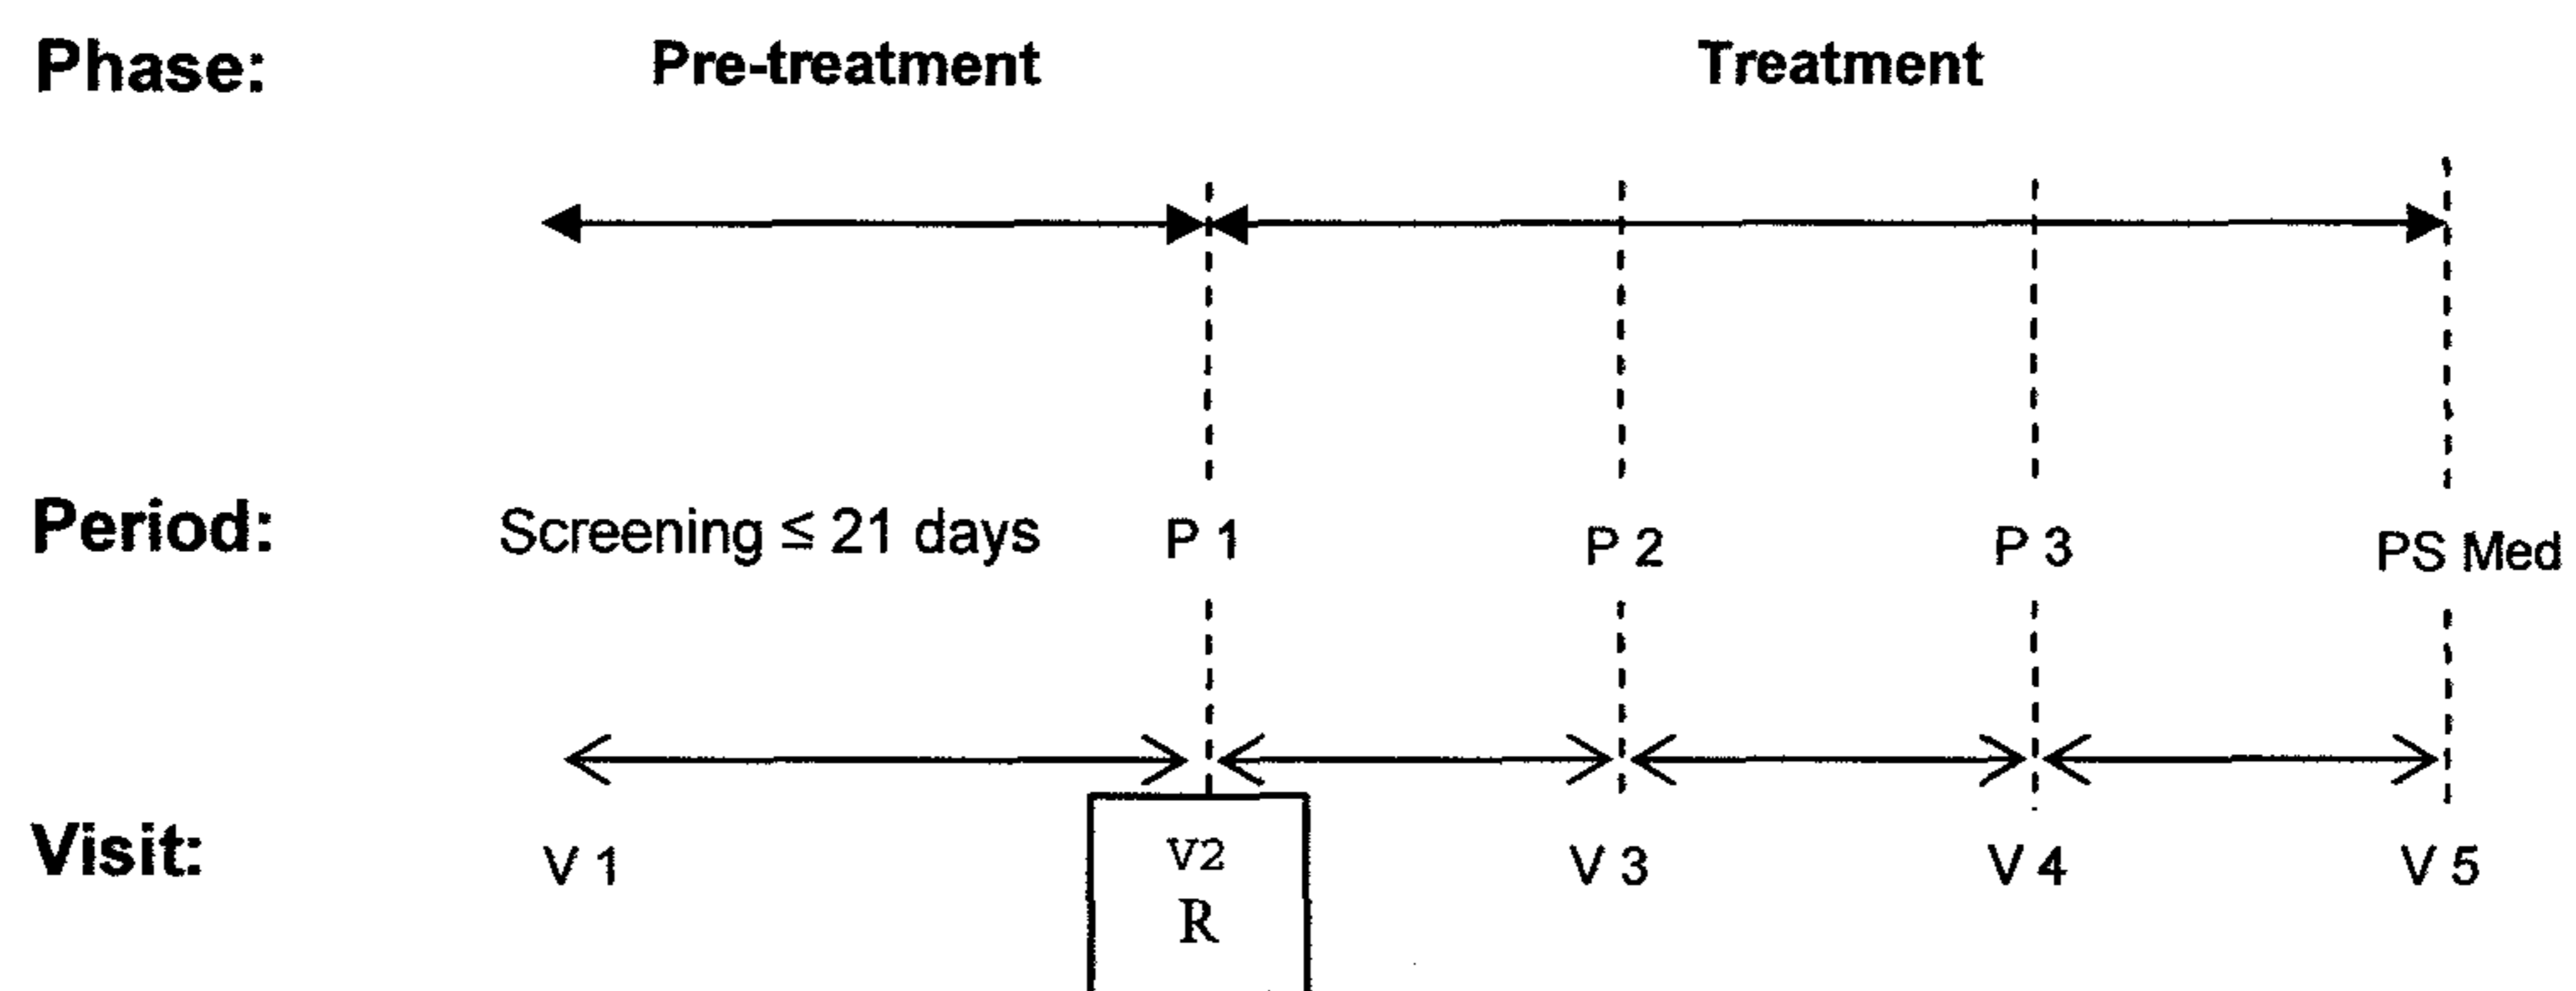 Phase: Pre-treatment Treatment
Period: Screening ≤ 21 days P 1 P 2 P 3 PS Med
Visit: V 1 V2 V 3 V 4 V 5
R